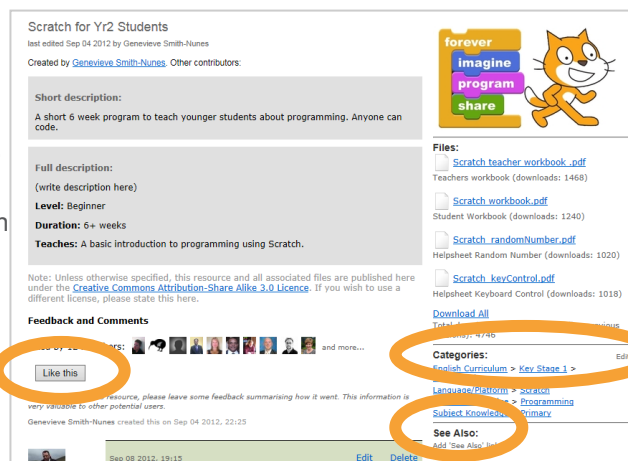 Scratch for Yr2 Students
last edited Sep 04 2012 by Genevieve Smith-Nunes
Created by Genevieve Smith-Nunes. Other contributors:
Short description:
A short 6 week program to teach younger students about programming. Anyone can
code.
Full description:
(write description here)
Level: Beginner
Duration: 6+ weeks
Teaches: A basic introduction to programming using Scratch.
Note: Unless otherwise specified, this resource and all associated files are published here
under the Creative Commons Attribution-Share Alike 3.0 Licence. If you wish to use a
different license, please state this here.
Feedback and Comments
and more...
Like this
resource, please leave some feedback summarising how it went. This information is
very valuable to other potential users.
Genevieve Smith-Nunes created this on Sep 04 2012, 22:25
Sep 08 2012, 19:15 Edit Delete
forever
imagine
program
share
Files:
Scratch teacher workbook .pdf
Teachers workbook (downloads: 1468)
Scratch workbook.pdf
Student Workbook (downloads: 1240)
Scratch randomNumber.pdf
Helpsheet Random Number (downloads: 1020)
Scratch keyControl.pdf
Helpsheet Keyboard Control (downloads: 1018)
Download All
4746
Categories: Edit
English Curriculum > Key Stage 1 >
Language/Platform > Scratch
> Programming
Subject Knowledge Primary
See Also:
Add 'See Also' link